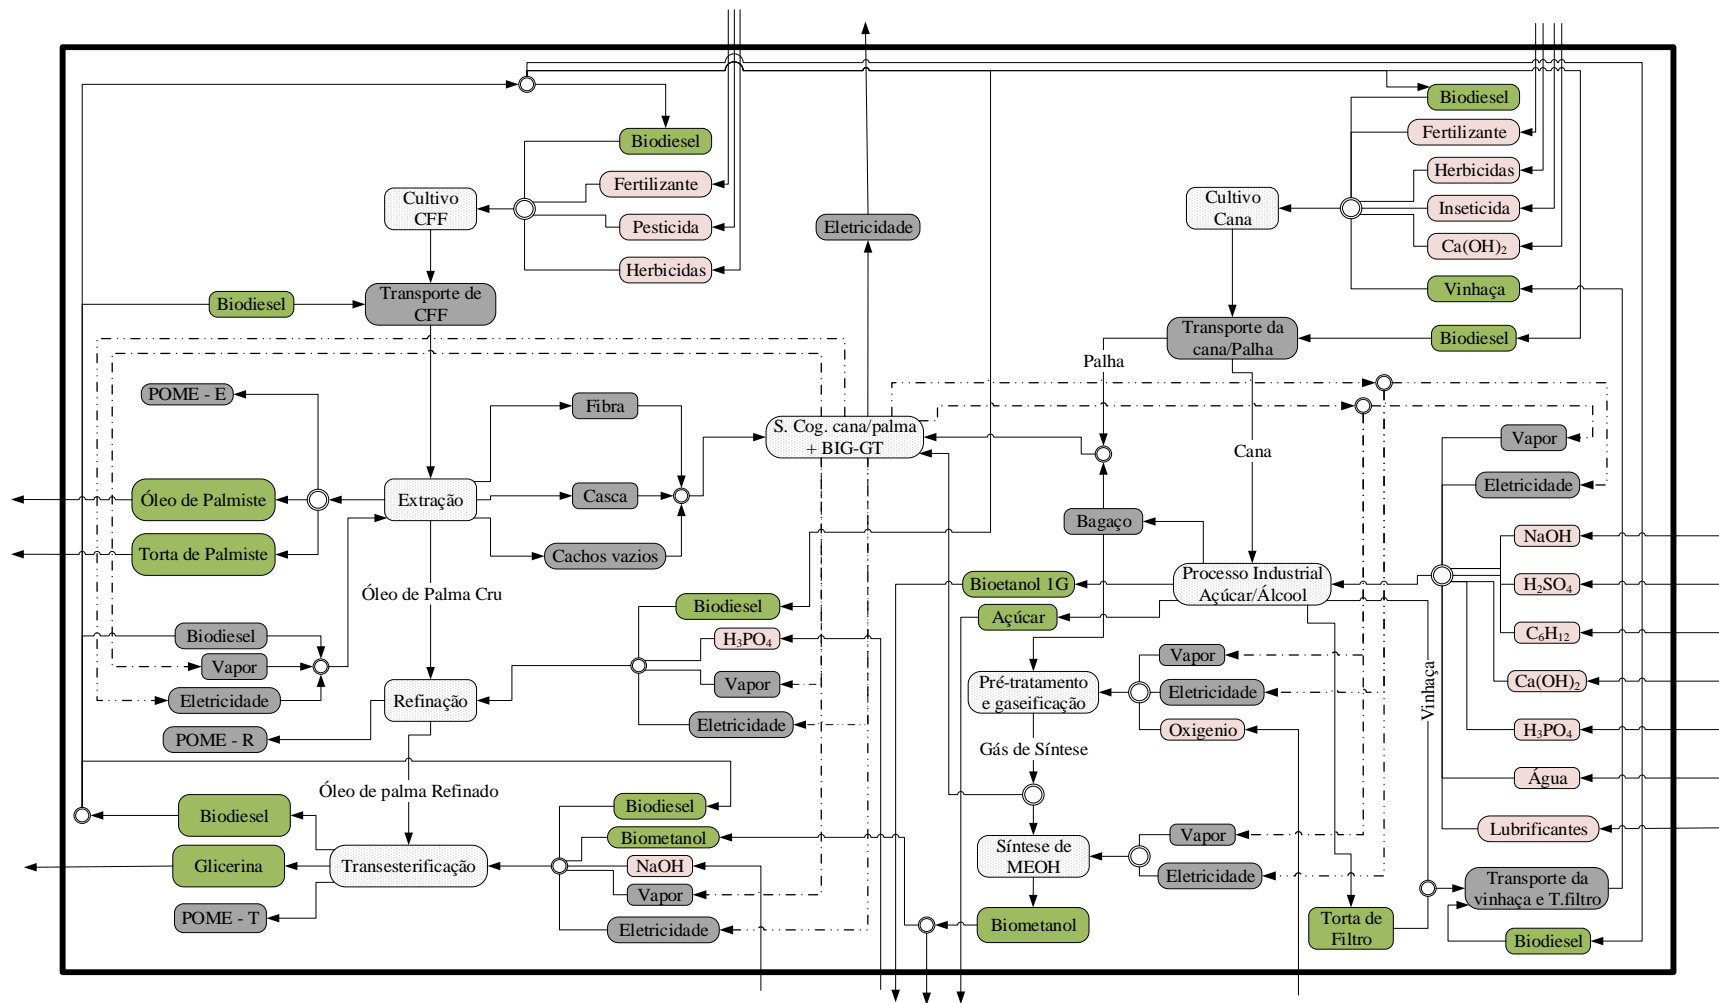 Biodiesel
Fertilizante
Pesticida
Herbicidas
Cultivo
CFF
Biodiesel
Transporte de
CFF
Eletricidade
Biodiesel
Fertilizante
Herbicidas
Inseticida
Ca(OH)₂
Vinhaça
Biodiesel
Cultivo
Cana
Transporte da
cana/Palha
Palha
Cana
POME - E
Óleo de Palmiste
Torta de Palmiste
Extração
Fibra
Casca
Cachos vazios
S. Cog. cana/palma
+ BIG-GT
Bagaço
Vapor
Eletricidade
NaOH
H₂SO₄
C₆H₁₂
Ca(OH)₂
H₃PO₄
Água
Lubrificantes
Processo Industrial
Açúcar/Álcool
Bioetanol 1G
Açúcar
Vinhaça
Óleo de Palma Cru
Biodiesel
Vapor
Eletricidade
Biodiesel
H₃PO₄
Vapor
Eletricidade
Refinação
POME - R
Óleo de palma Refinado
Pré-tratamento
e gaseificação
Vapor
Eletricidade
Oxigenio
Gás de Síntese
Biodiesel
Glicerina
POME - T
Transesterificação
Biodiesel
Biometanol
NaOH
Vapor
Eletricidade
Síntese de
MEOH
Vapor
Eletricidade
Biometanol
Torta de
Filtro
Transporte da
vinhaça e T.filtro
Biodiesel